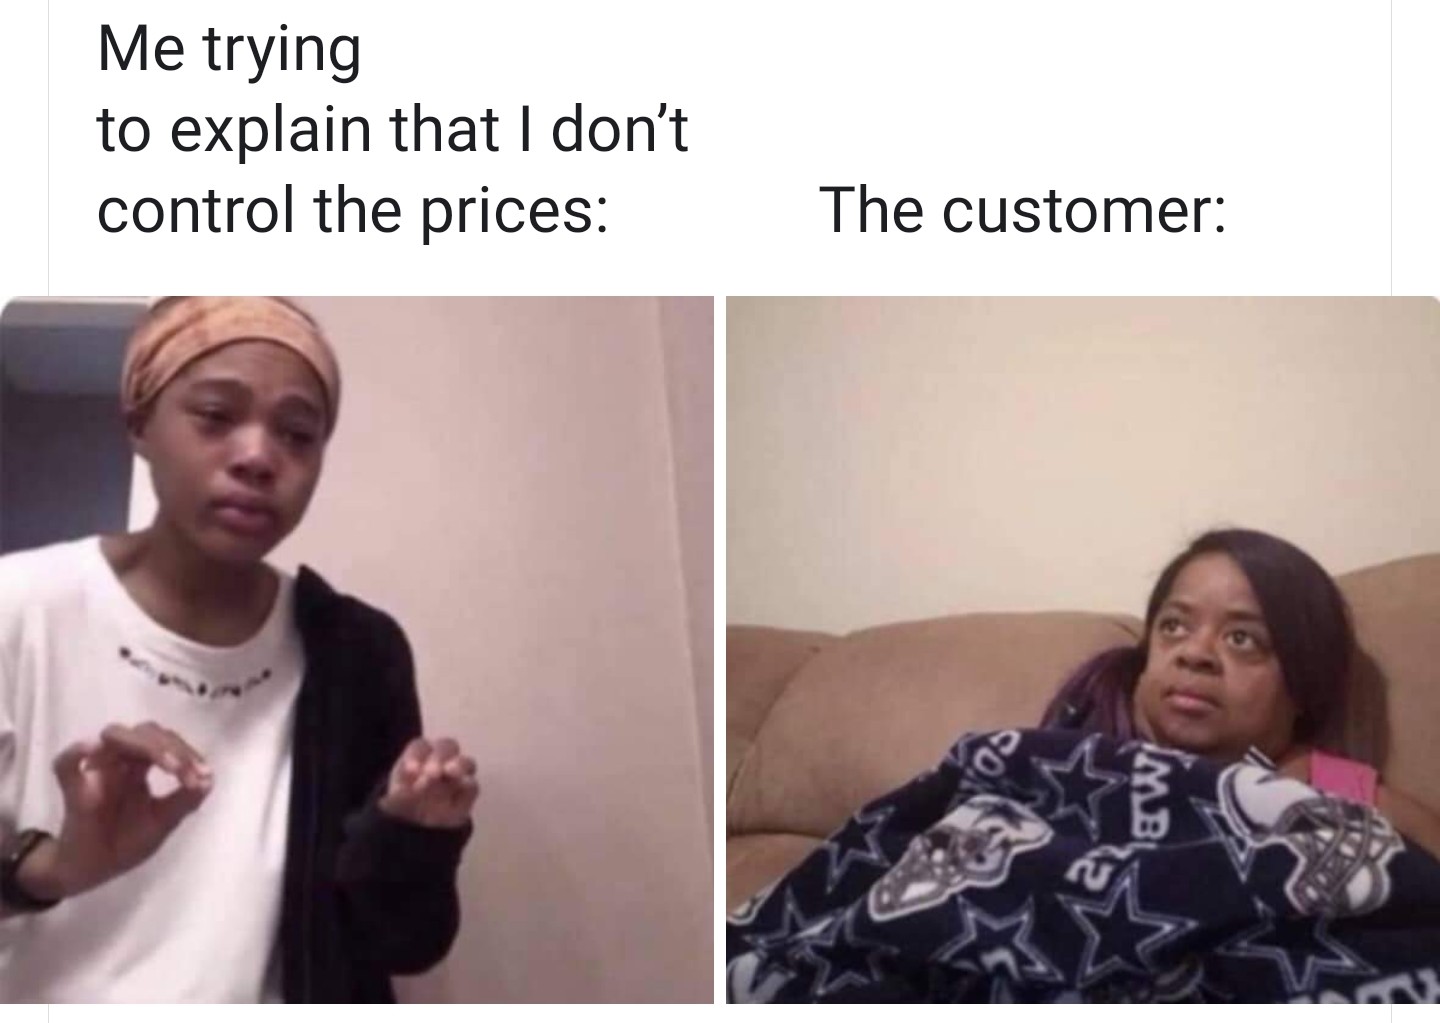 Me trying
to explain that I don’t
control the prices:
The customer: